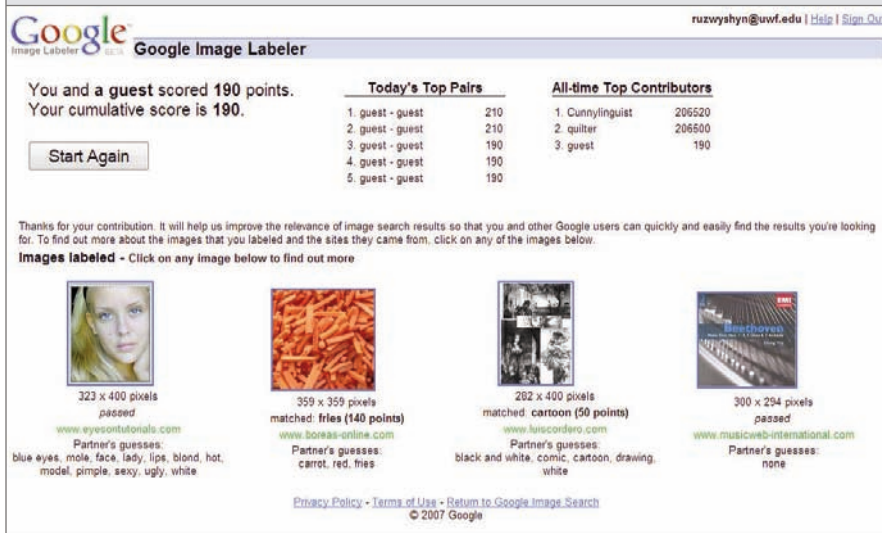 ruzwyshyn@uwf.edu | Help | Sign Out
Google
Image Labeler BETA
Google Image Labeler
You and a guest scored 190 points.
Your cumulative score is 190.
Start Again
Today's Top Pairs
1. guest - guest 210
2. guest - guest 210
3. guest - guest 190
4. guest - guest 190
5. guest - guest 190
All-time Top Contributors
1. Cunnylinguist 206520
2. quilter 206500
3. guest 190
Thanks for your contribution. It will help us improve the relevance of image search results so that you and other Google users can quickly and easily find the results you're looking
for. To find out more about the images that you labeled and the sites they came from, click on any of the images below.
Images labeled - Click on any image below to find out more
323 x 400 pixels
passed
www.eyesontutorials.com
Partner's guesses:
blue eyes, mole, face, lady, lips, blond, hot,
model, pimple, sexy, ugly, white
359 x 359 pixels
matched: fries (140 points)
www.boreas-online.com
Partner's guesses:
carrot, red, fries
282 x 400 pixels
matched: cartoon (50 points)
www.luiscordero.com
Partner's guesses:
black and white, comic, cartoon, drawing,
white
EMI
Beethoven
300 x 294 pixels
passed
www.musicweb-international.com
Partner's guesses:
none
Privacy Policy - Terms of Use - Return to Google Image Search
© 2007 Google